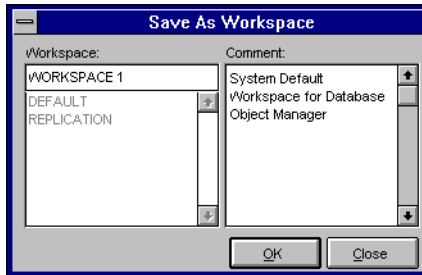 Save As Workspace
Workspace:
WORKSPACE 1
DEFAULT
REPLICATION
Comment:
System Default
Workspace for Database
Object Manager
OK
Close